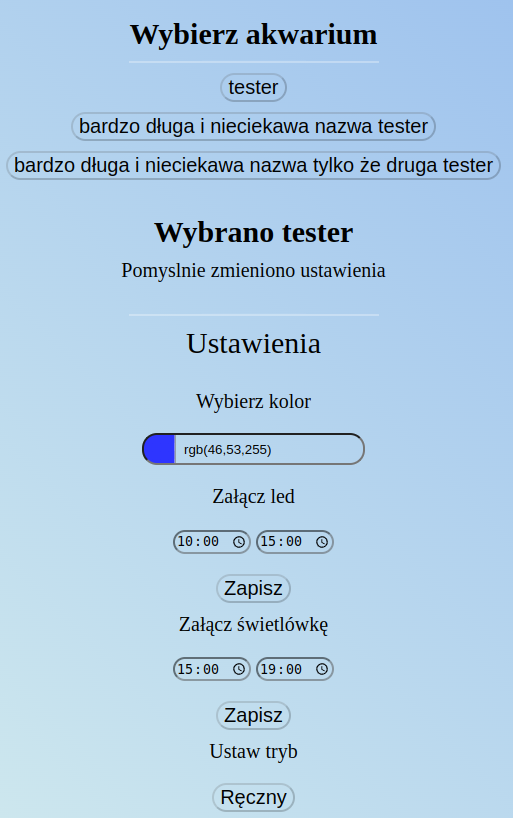 Wybierz akwarium
tester
bardzo długa i nieciekawa nazwa tester
bardzo długa i nieciekawa nazwa tylko że druga tester
Wybrano tester
Pomyslnie zmieniono ustawienia
Ustawienia
Wybierz kolor
rgb(46,53,255)
Załącz led
10:00 15:00
Zapisz
Załącz świetlówkę
15:00 19:00
Zapisz
Ustaw tryb
Ręczny